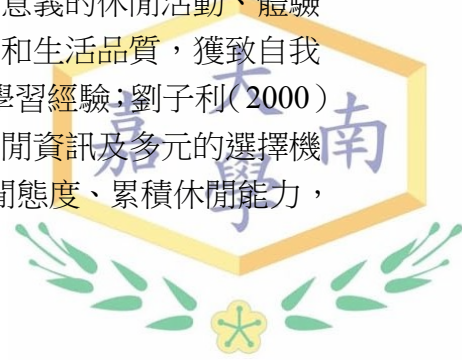 意義的休閒活動、體驗
和生活品質，獲致自我
學習經驗；劉子利（2000）
閒資訊及多元的選擇機
閒態度、累積休閒能力，
嘉大南
學